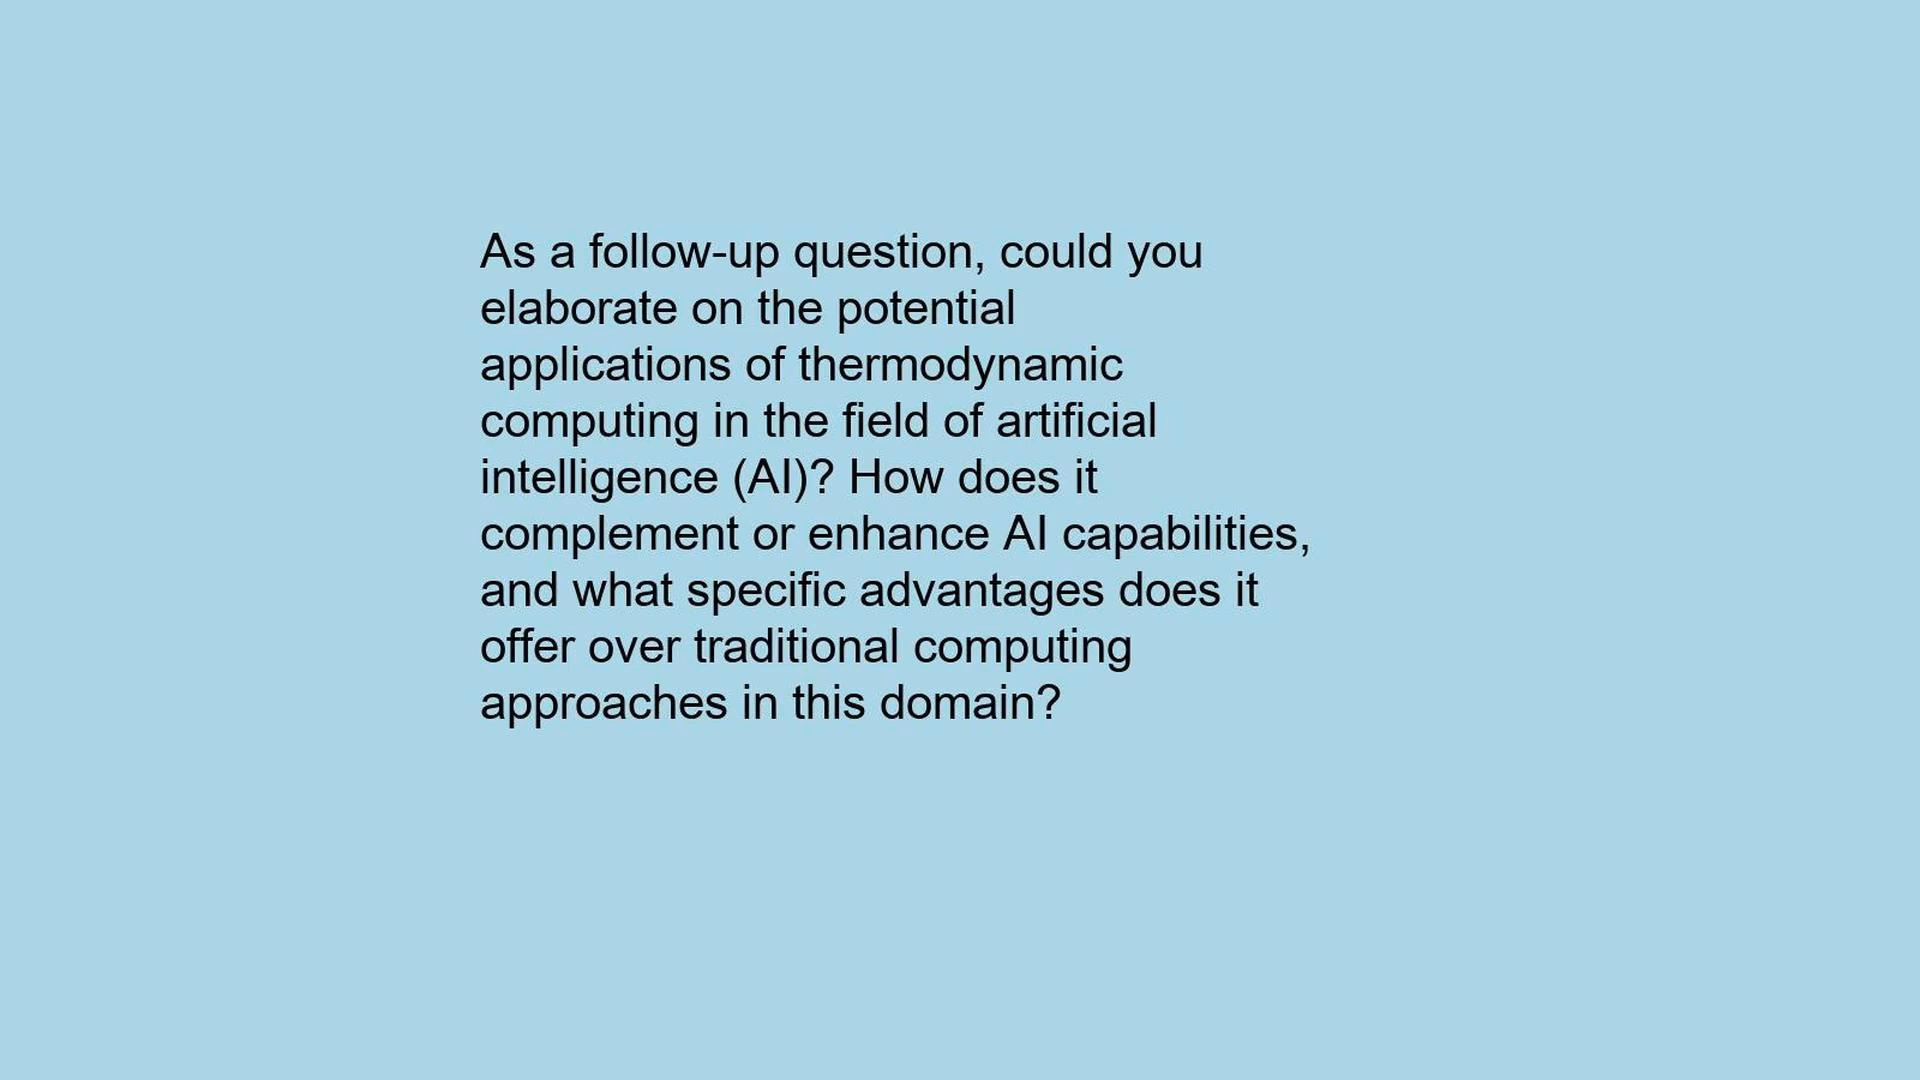 As a follow-up question, could you
elaborate on the potential
applications of thermodynamic
computing in the field of artificial
intelligence (AI)? How does it
complement or enhance AI capabilities,
and what specific advantages does it
offer over traditional computing
approaches in this domain?